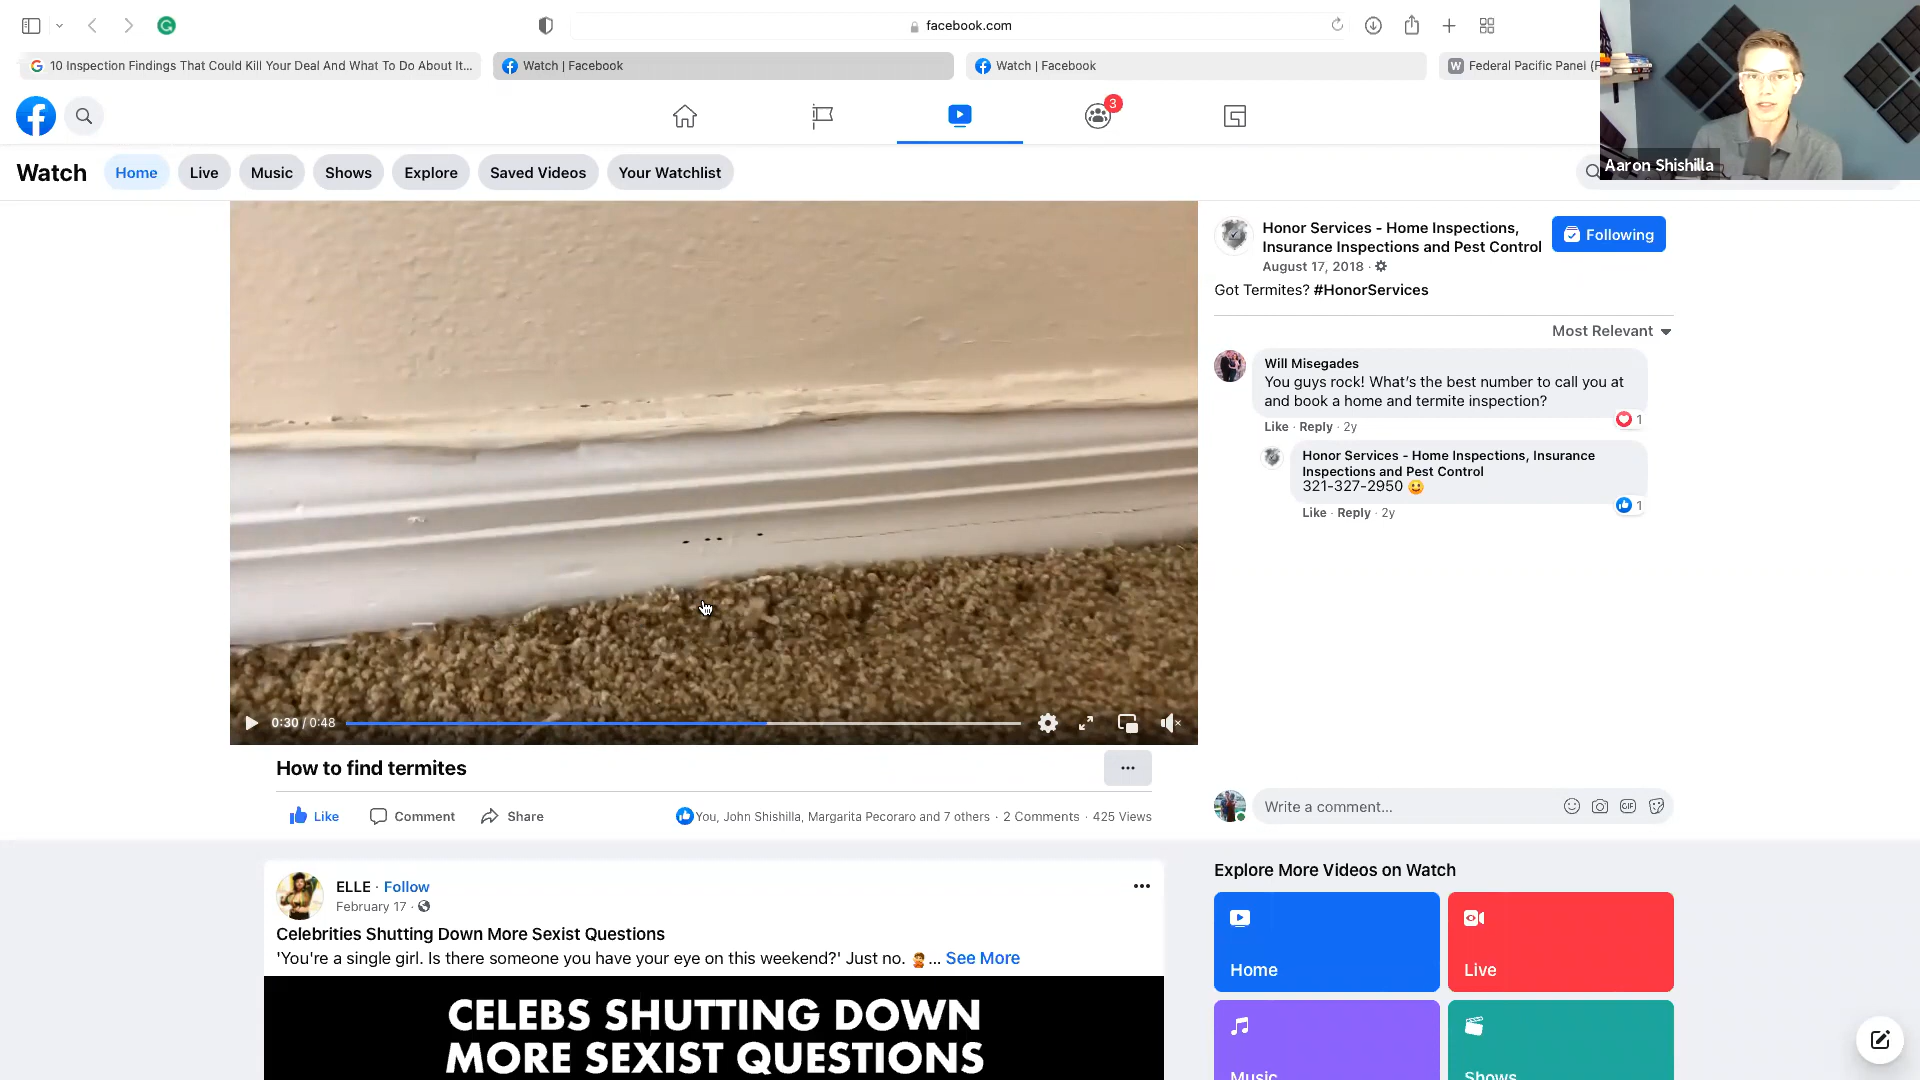 facebook.com
10 Inspection Findings That Could Kill Your Deal And What To Do About It...
Watch | Facebook
Watch | Facebook
Federal Pacific Panel (F
Aaron Shishilla
3
Watch
Home
Live
Music
Shows
Explore
Saved Videos
Your Watchlist
Honor Services - Home Inspections,
Insurance Inspections and Pest Control
August 17, 2018 ·
Following
Got Termites? #HonorServices
Most Relevant
Will Misegades
You guys rock! What's the best number to call you at
and book a home and termite inspection?
1
Like · Reply · 2y
Honor Services - Home Inspections, Insurance
Inspections and Pest Control
321-327-2950 😀
1
Like · Reply · 2y
0:30 / 0:48
How to find termites
...
Like
Comment
Share
You, John Shishilla, Margarita Pecoraro and 7 others · 2 Comments · 425 Views
Write a comment...
GIF
ELLE · Follow
February 17 ·
Celebrities Shutting Down More Sexist Questions
'You're a single girl. Is there someone you have your eye on this weekend?' Just no. ... See More
CELEBS SHUTTING DOWN
MORE SEXIST QUESTIONS
Explore More Videos on Watch
Home
Live
Music
Shows